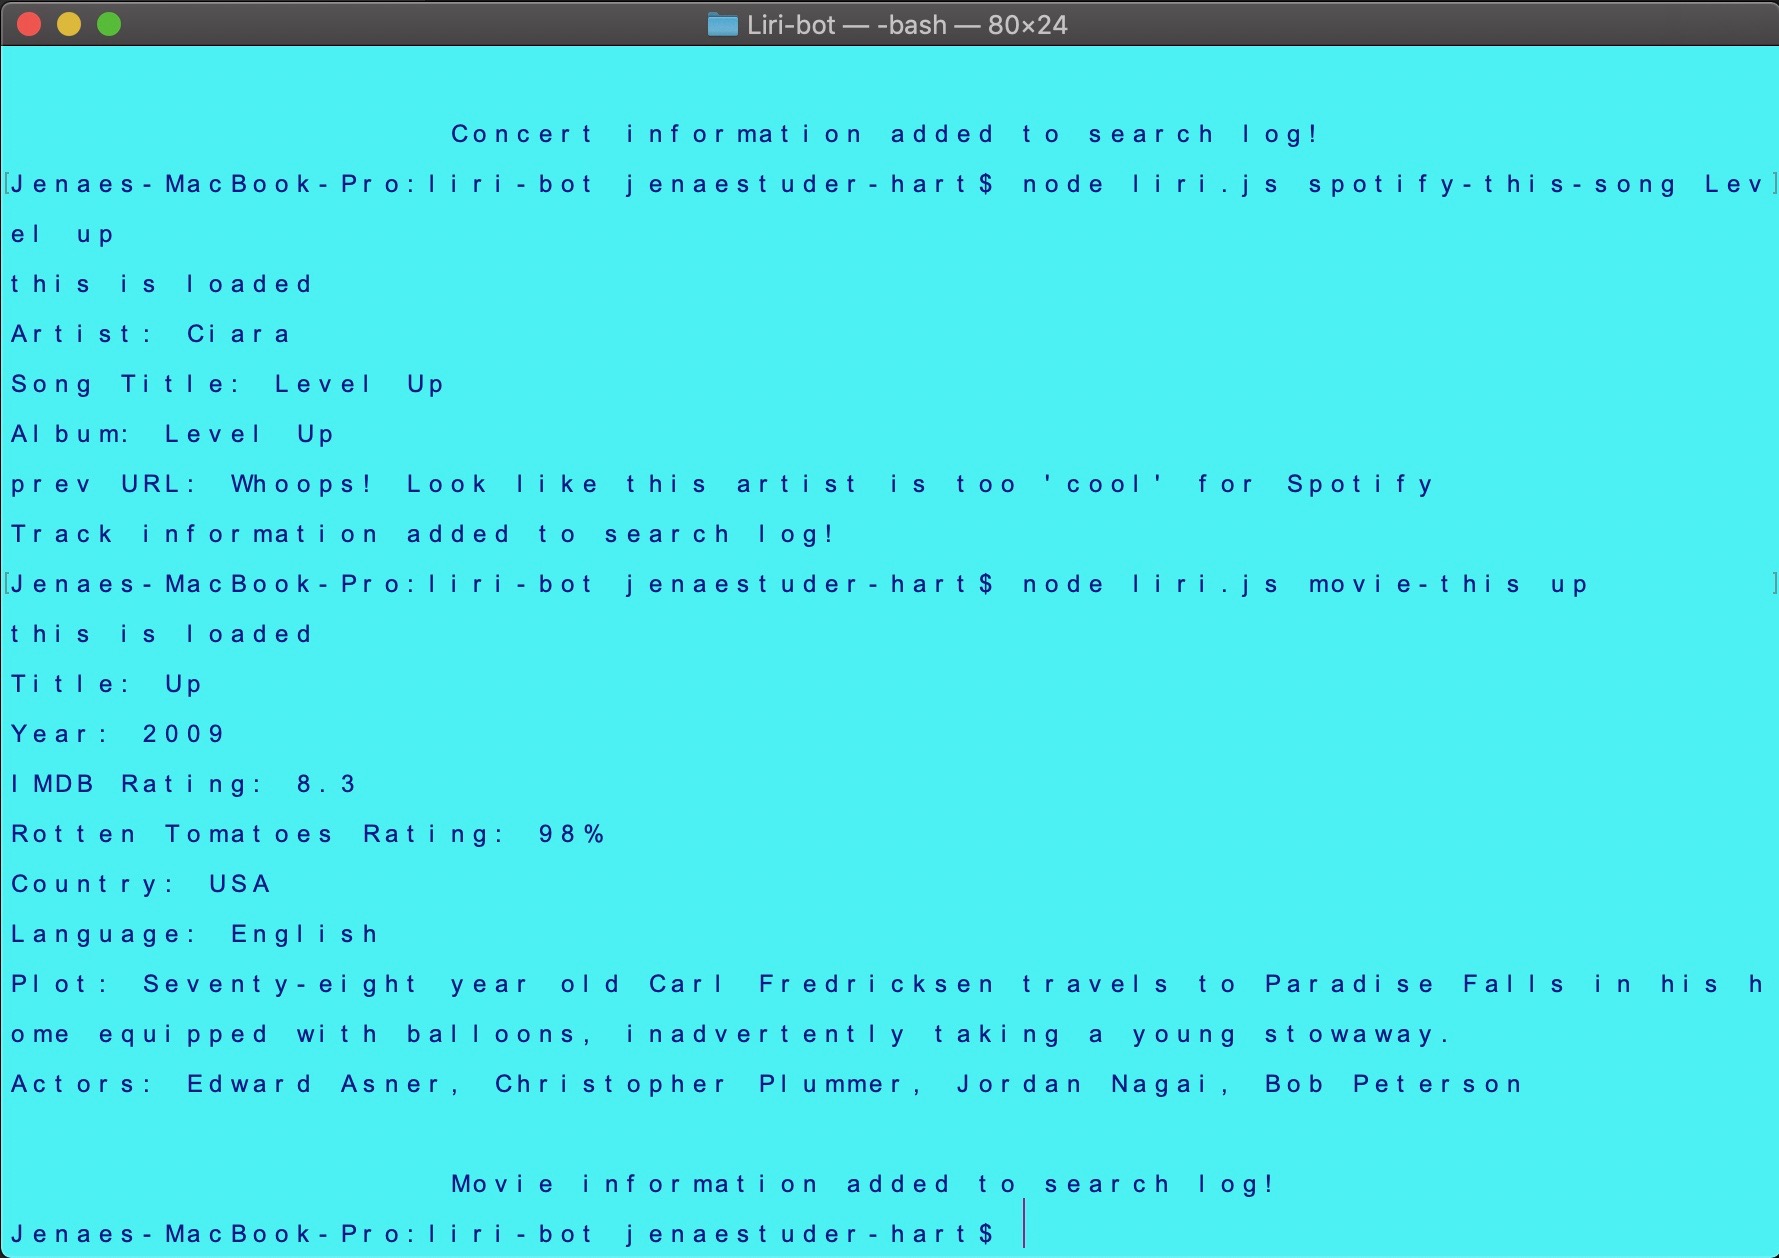 Liri-bot — -bash — 80×24
Concert information added to search log!
[Jenaes-MacBook-Pro:liri-bot jenaestuder-hart$ node liri.js spotify-this-song Lev]
el up
this is loaded
Artist: Ciara
Song Title: Level Up
Album: Level Up
prev URL: Whoops! Look like this artist is too 'cool' for Spotify
Track information added to search log!
[Jenaes-MacBook-Pro:liri-bot jenaestuder-hart$ node liri.js movie-this up ]
this is loaded
Title: Up
Year: 2009
IMDB Rating: 8.3
Rotten Tomatoes Rating: 98%
Country: USA
Language: English
Plot: Seventy-eight year old Carl Fredricksen travels to Paradise Falls in his h
ome equipped with balloons, inadvertently taking a young stowaway.
Actors: Edward Asner, Christopher Plummer, Jordan Nagai, Bob Peterson
Movie information added to search log!
Jenaes-MacBook-Pro:liri-bot jenaestuder-hart$